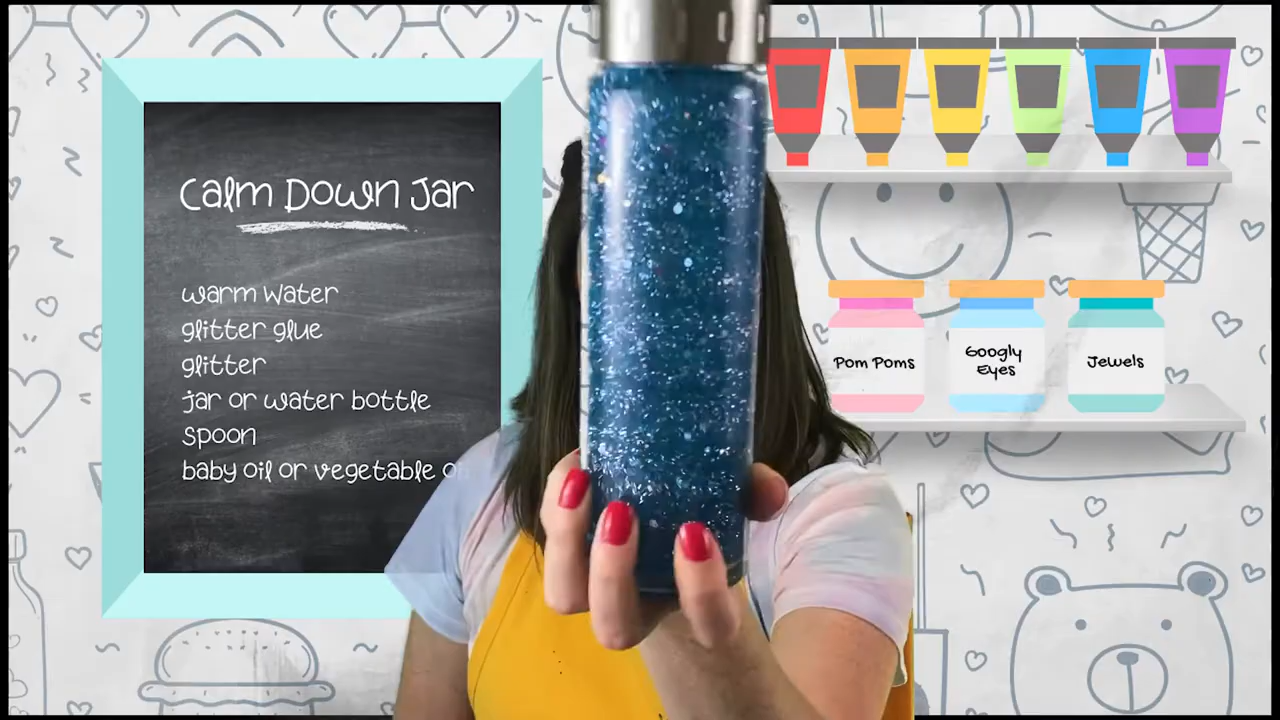 Calm Down Jar
warm water
glitter glue
glitter
jar or water bottle
spoon
baby oil or vegetable oil
Pom Poms
Googly
Eyes
Jewels